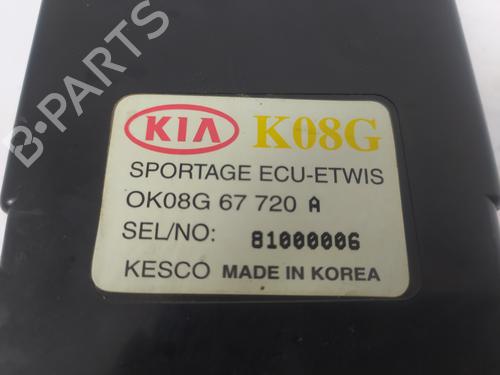 KIA K08G
SPORTAGE ECU-ETWIS
OK08G 67 720 A
SEL/NO: 81000006
KESCO MADE IN KOREA
B-PARTS